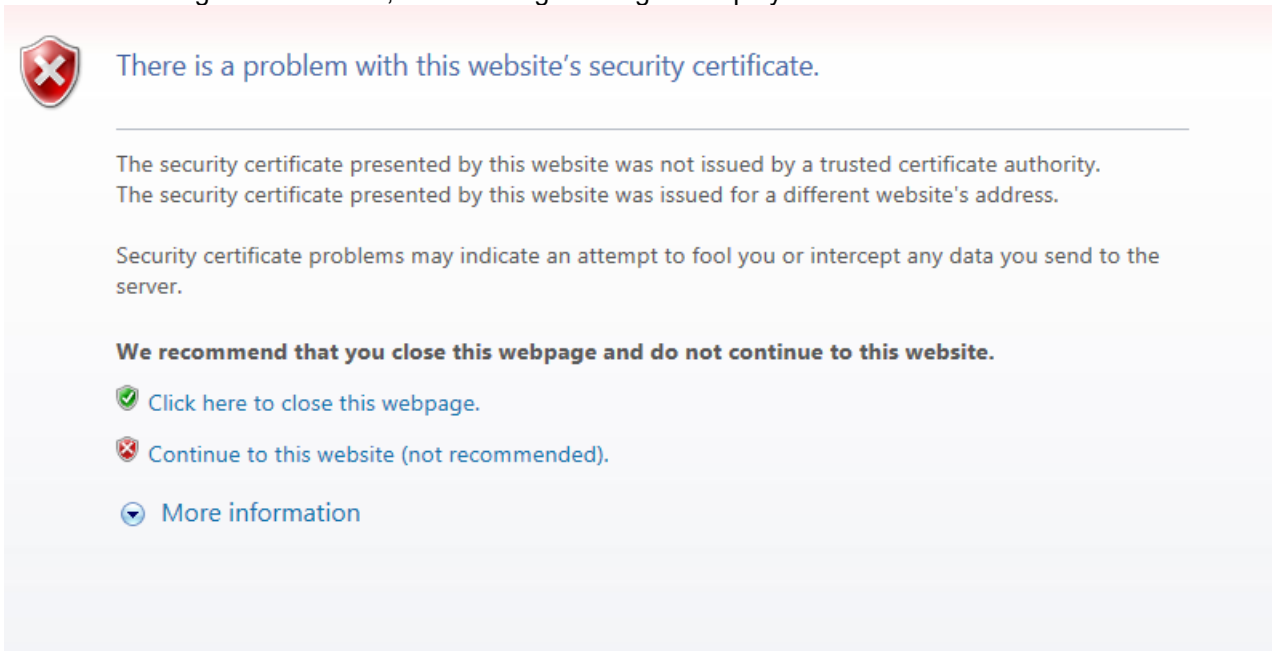 There is a problem with this website's security certificate.
The security certificate presented by this website was not issued by a trusted certificate authority.
The security certificate presented by this website was issued for a different website's address.
Security certificate problems may indicate an attempt to fool you or intercept any data you send to the
server.
We recommend that you close this webpage and do not continue to this website.
Click here to close this webpage.
Continue to this website (not recommended).
More information